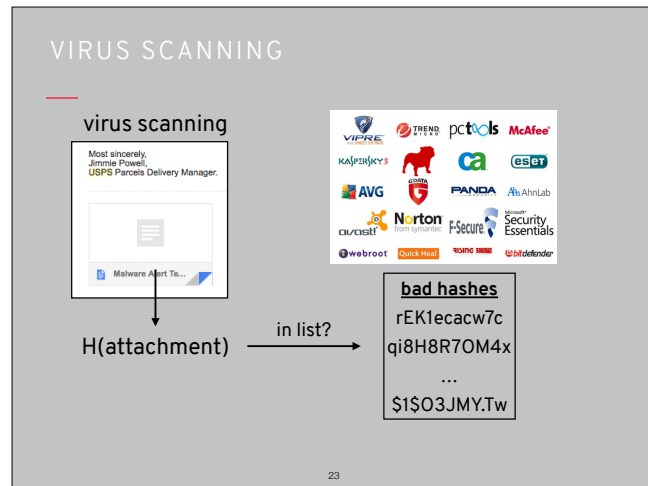 VIRUS SCANNING
virus scanning
Most sincerely,
Jimmie Powell,
USPS Parcels Delivery Manager.
Malware Alert Te...
H(attachment)
in list?
VIPRE
TREND MICRO
pctools
McAfee
KASPERSKY
ca
eset
AVG
G DATA
PANDA
AhnLab
avast!
Norton
from symantec
F-Secure
Microsoft
Security
Essentials
webroot
Quick Heal
RISING
bitdefender
bad hashes
rEK1ecacw7c
qi8H8R7OM4x
...
$1$O3JMY.Tw
23